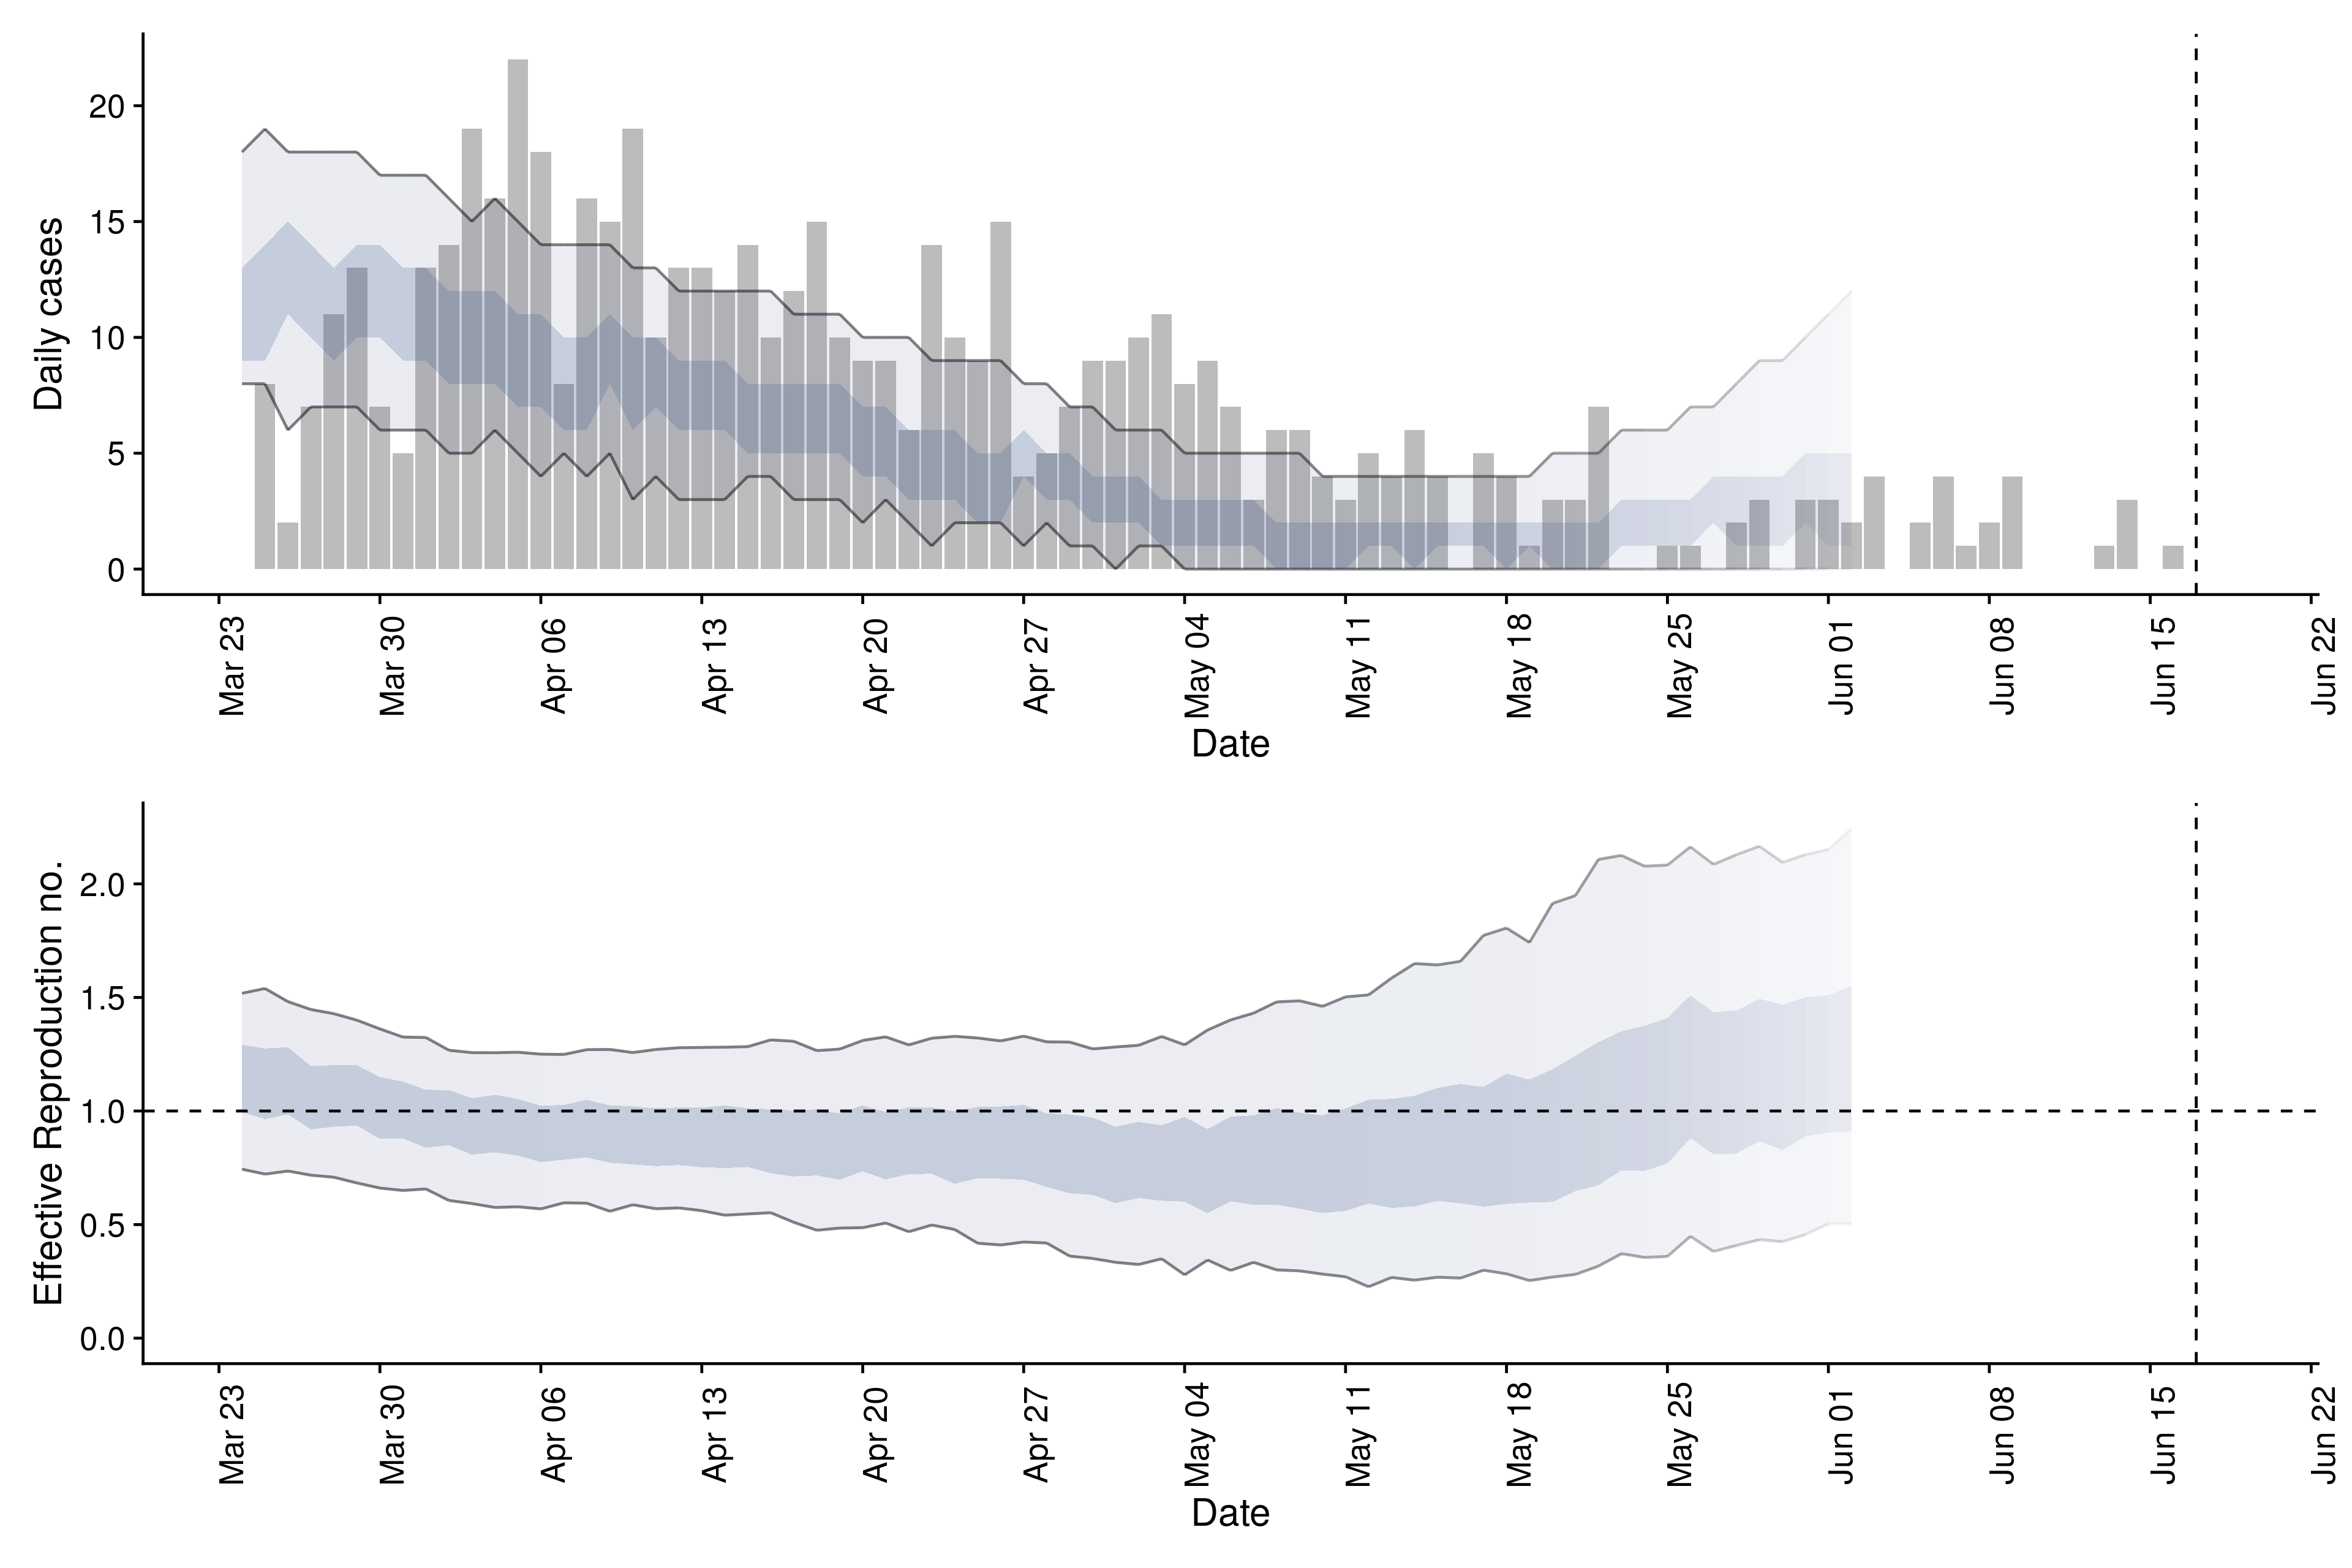 Daily cases
20
15
10
5
0
Mar 23
Mar 30
Apr 06
Apr 13
Apr 20
Apr 27
May 04
May 11
May 18
May 25
Jun 01
Jun 08
Jun 15
Jun 22
Date
Effective Reproduction no.
2.0
1.5
1.0
0.5
0.0
Mar 23
Mar 30
Apr 06
Apr 13
Apr 20
Apr 27
May 04
May 11
May 18
May 25
Jun 01
Jun 08
Jun 15
Jun 22
Date